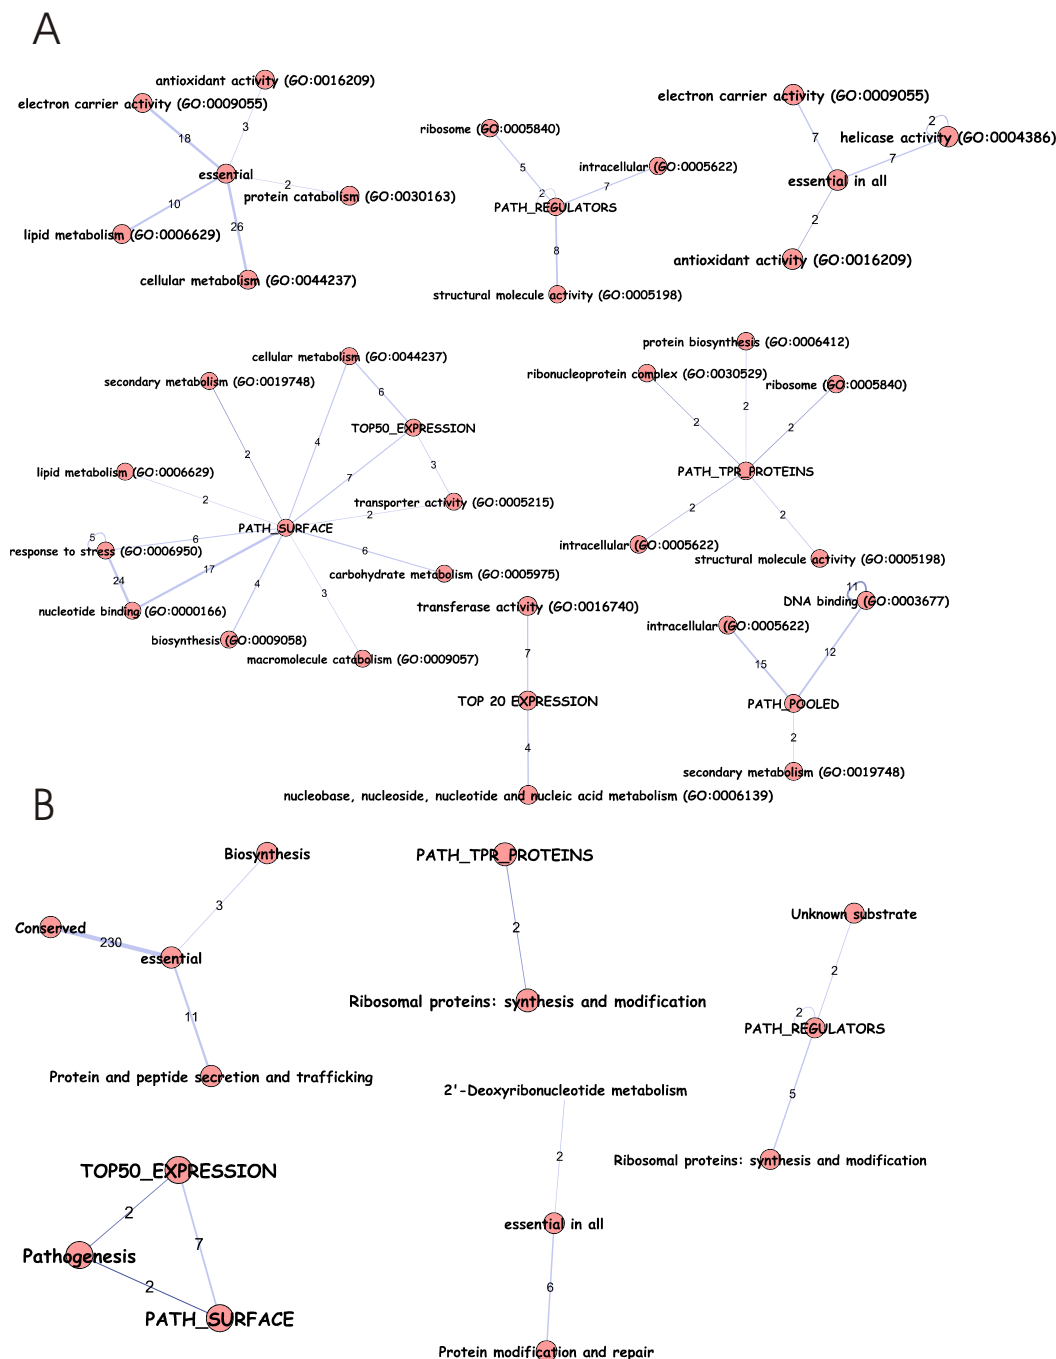 A
antioxidant activity (GO:0016209)
electron carrier activity (GO:0009055)
18
3
essential
2
protein catabolism (GO:0030163)
10
26
lipid metabolism (GO:0006629)
cellular metabolism (GO:0044237)
ribosome (GO:0005840)
intracellular (GO:0005622)
5
7
2
PATH_REGULATORS
8
structural molecule activity (GO:0005198)
electron carrier activity (GO:0009055)
2
helicase activity (GO:0004386)
7
7
essential in all
2
antioxidant activity (GO:0016209)
cellular metabolism (GO:0044237)
secondary metabolism (GO:0019748)
6
TOP50_EXPRESSION
4
2
3
7
lipid metabolism (GO:0006629)
2
transporter activity (GO:0005215)
2
PATH_SURFACE
5
6
response to stress (GO:0006950)
6
17
24
carbohydrate metabolism (GO:0005975)
4
3
nucleotide binding (GO:0000166)
biosynthesis (GO:0009058)
macromolecule catabolism (GO:0009057)
protein biosynthesis (GO:0006412)
ribonucleoprotein complex (GO:0030529)
ribosome (GO:0005840)
2
2
2
PATH_TPR_PROTEINS
2
2
intracellular (GO:0005622)
structural molecule activity (GO:0005198)
transferase activity (GO:0016740)
7
TOP 20 EXPRESSION
4
nucleobase, nucleoside, nucleotide and nucleic acid metabolism (GO:0006139)
11
DNA binding (GO:0003677)
intracellular (GO:0005622)
12
15
PATH_POOLED
2
secondary metabolism (GO:0019748)
B
Biosynthesis
3
Conserved
230
essential
11
Protein and peptide secretion and trafficking
PATH_TPR_PROTEINS
2
Ribosomal proteins: synthesis and modification
Unknown substrate
2
2
PATH_REGULATORS
5
Ribosomal proteins: synthesis and modification
2'-Deoxyribonucleotide metabolism
2
essential in all
6
Protein modification and repair
TOP50_EXPRESSION
2
7
Pathogenesis
2
PATH_SURFACE